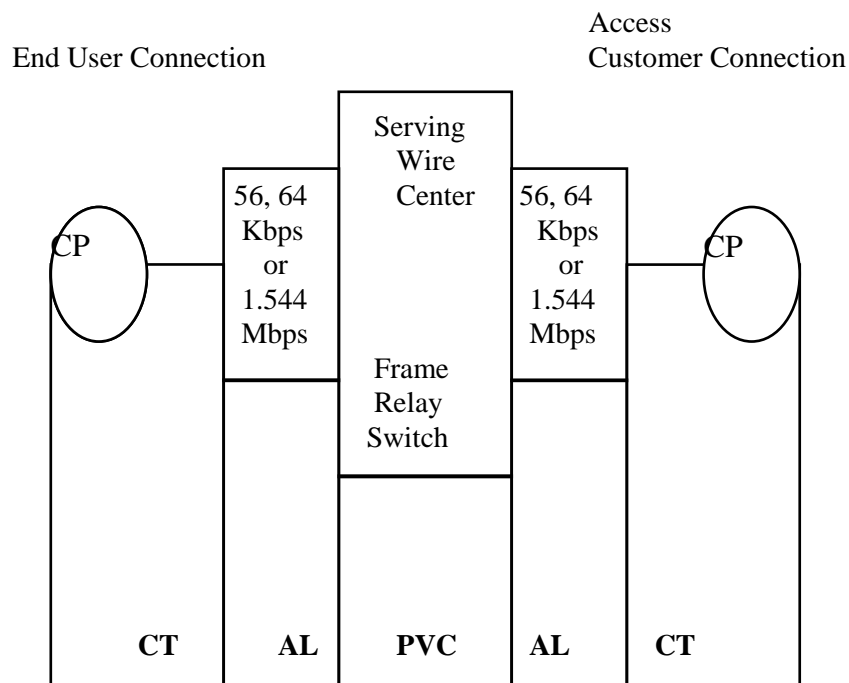 Access
End User Connection
Customer Connection
Serving
Wire
Center
56, 64
Kbps
or
1.544
Mbps
56, 64
Kbps
or
1.544
Mbps
CP
CP
Frame
Relay
Switch
CT
AL
PVC
AL
CT